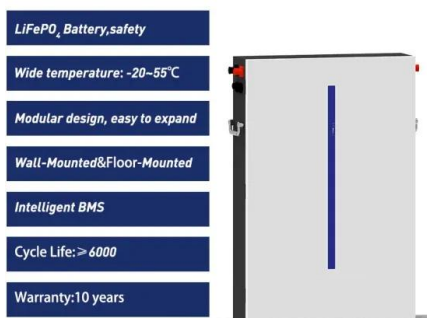 LiFePO₄ Battery,safety
Wide temperature: -20~55℃
Modular design, easy to expand
Wall-Mounted&Floor-Mounted
Intelligent BMS
Cycle Life:≥6000
Warranty:10 years